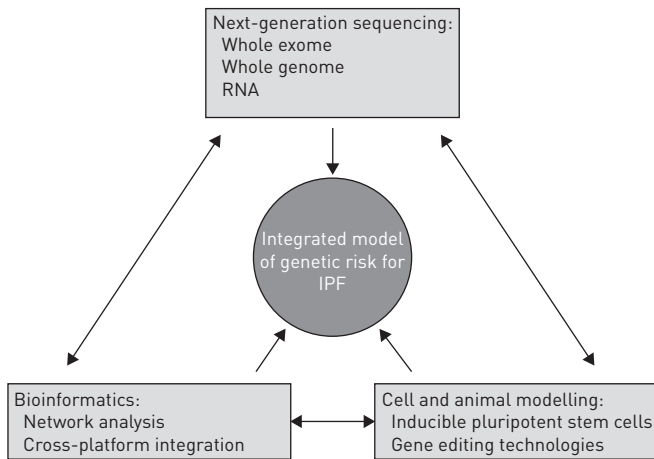 Next-generation sequencing:
Whole exome
Whole genome
RNA
Integrated model
of genetic risk for
IPF
Bioinformatics:
Network analysis
Cross-platform integration
Cell and animal modelling:
Inducible pluripotent stem cells
Gene editing technologies